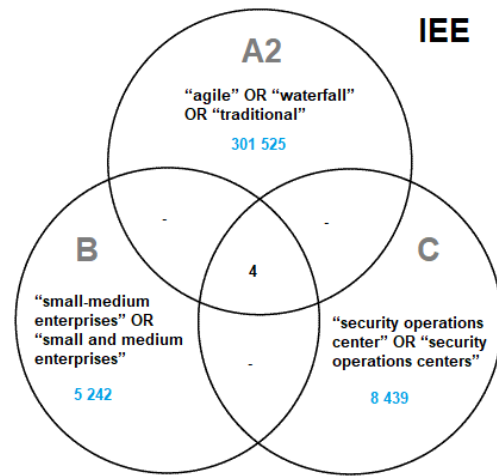 IEE
A2
“agile” OR “waterfall”
OR “traditional”
301 525
-
-
B
C
4
“small-medium
enterprises” OR
“small and medium
enterprises”
“security operations
center” OR “security
operations centers”
-
5 242
8 439